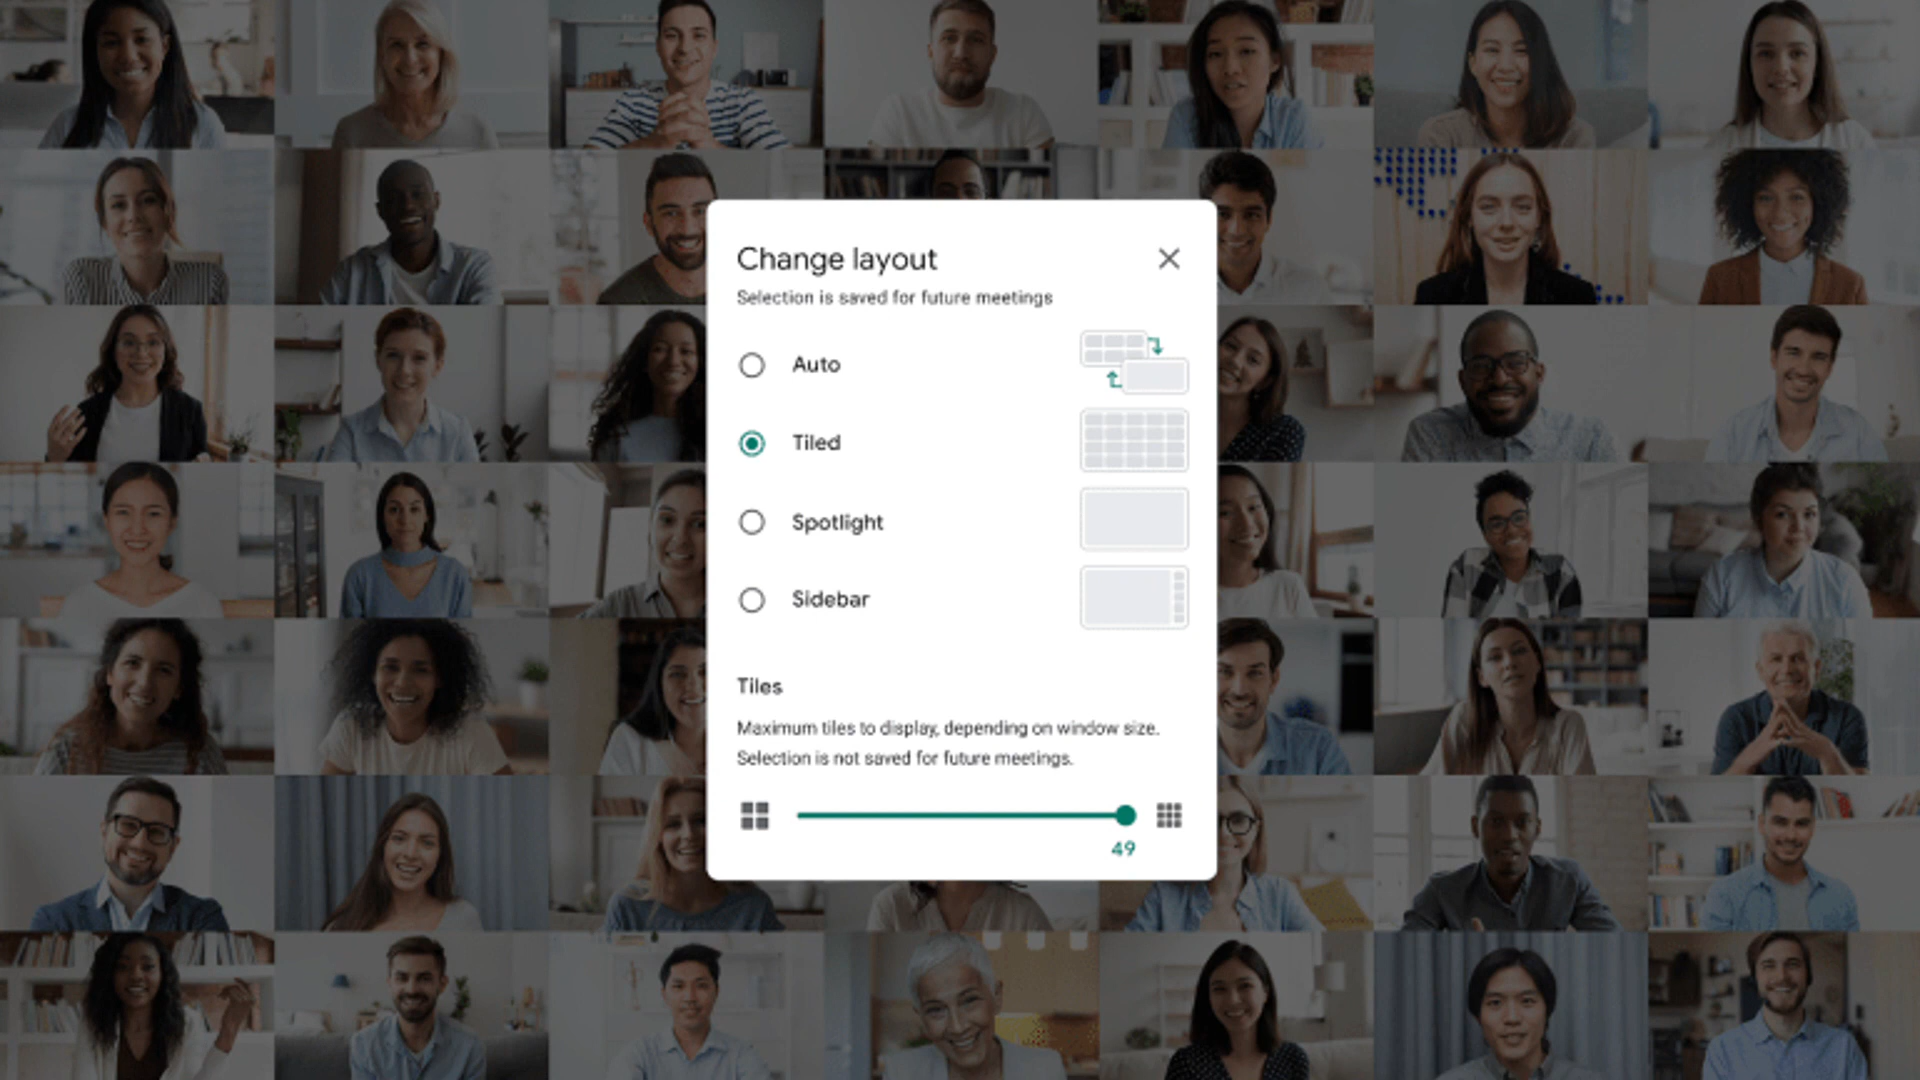 Change layout
Selection is saved for future meetings
Auto
Tiled
Spotlight
Sidebar
Tiles
Maximum tiles to display, depending on window size.
Selection is not saved for future meetings.
49